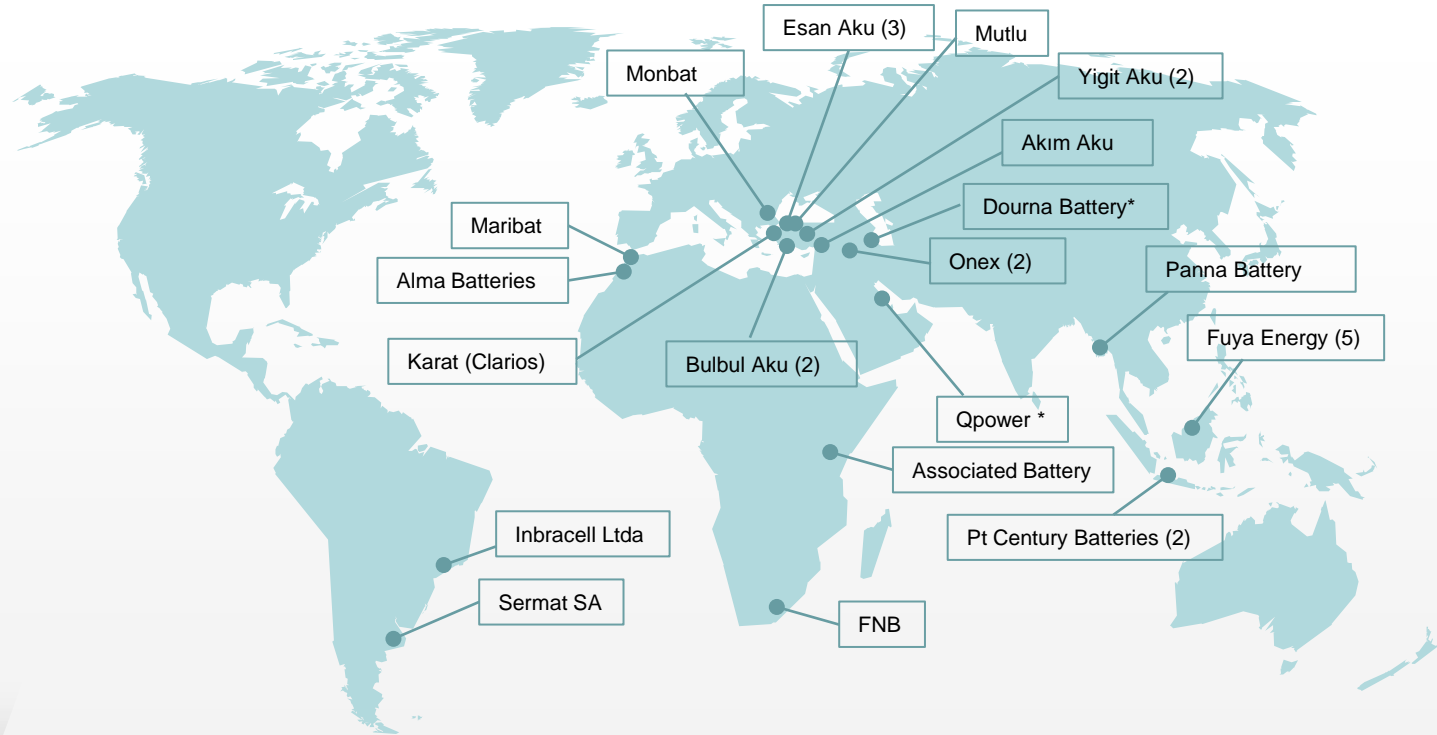 Esan Aku (3)
Mutlu
Monbat
Yigit Aku (2)
Akım Aku
Dourna Battery*
Maribat
Onex (2)
Panna Battery
Alma Batteries
Fuya Energy (5)
Karat (Clarios)
Bulbul Aku (2)
Qpower *
Associated Battery
Inbracell Ltda
Pt Century Batteries (2)
Sermat SA
FNB